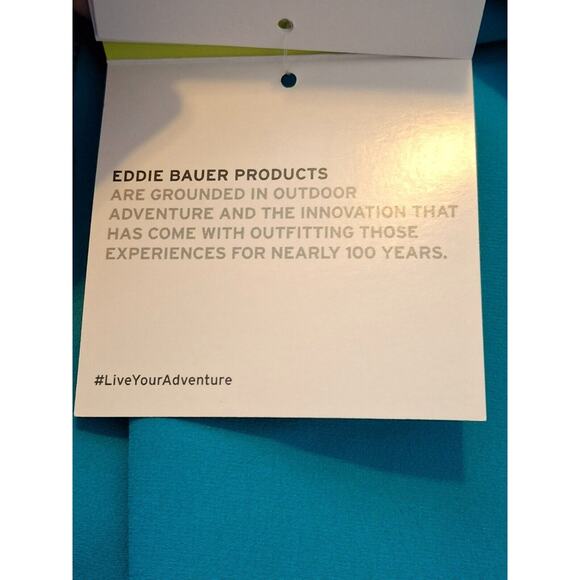 EDDIE BAUER PRODUCTS
ARE GROUNDED IN OUTDOOR
ADVENTURE AND THE INNOVATION THAT
HAS COME WITH OUTFITTING THOSE
EXPERIENCES FOR NEARLY 100 YEARS.
#LiveYourAdventure